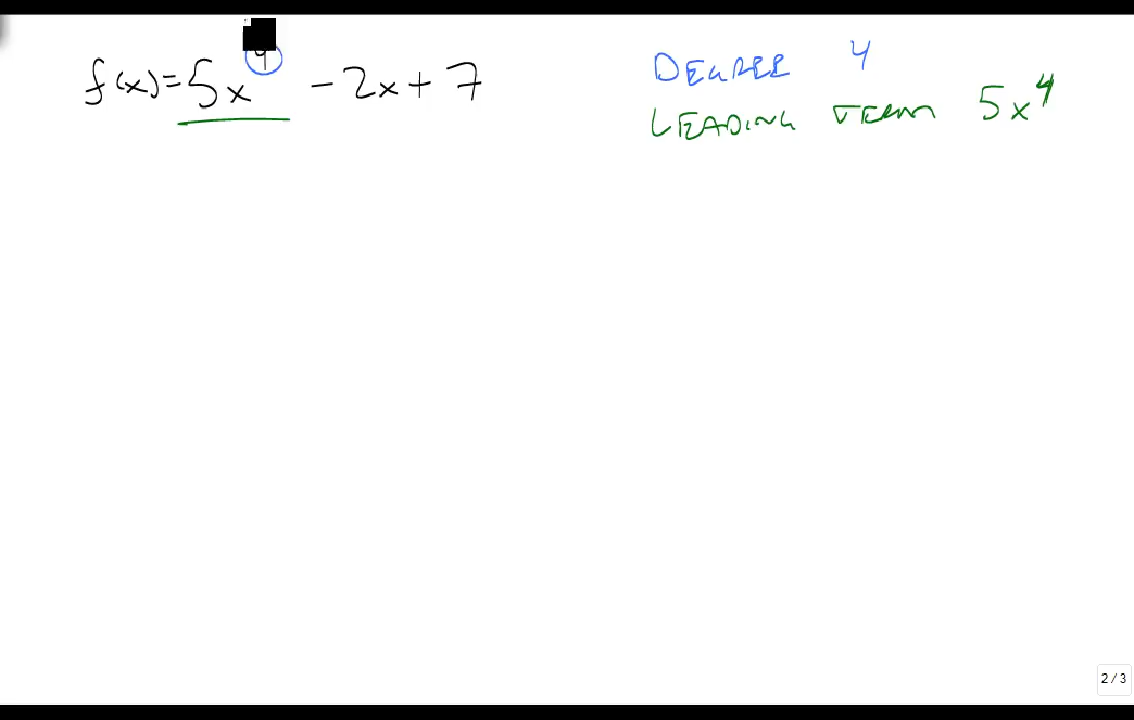 f(x)=5x⁴ -2x+7
DEGREE 4
LEADING TERM 5x⁴
2/3